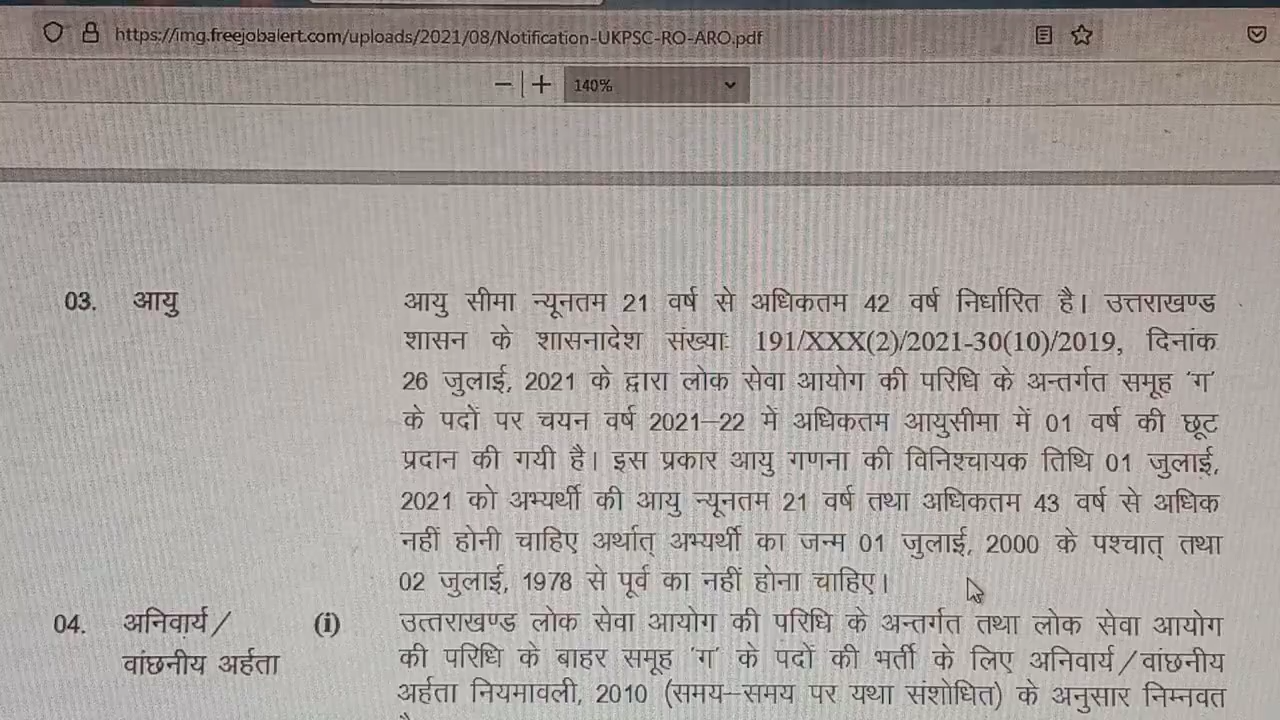 https://img.freejobalert.com/uploads/2021/08/Notification-UKPSC-RO-ARO.pdf
140%
03. आयु आयु सीमा न्यूनतम 21 वर्ष से अधिकतम 42 वर्ष निर्धारित है। उत्तराखण्ड
शासन के शासनादेश संख्याः 191/XXX(2)/2021-30(10)/2019, दिनांक
26 जुलाई, 2021 के द्वारा लोक सेवा आयोग की परिधि के अन्तर्गत समूह 'ग'
के पदों पर चयन वर्ष 2021–22 में अधिकतम आयुसीमा में 01 वर्ष की छूट
प्रदान की गयी है। इस प्रकार आयु गणना की विनिश्चायक तिथि 01 जुलाई,
2021 को अभ्यर्थी की आयु न्यूनतम 21 वर्ष तथा अधिकतम 43 वर्ष से अधिक
नहीं होनी चाहिए अर्थात् अभ्यर्थी का जन्म 01 जुलाई, 2000 के पश्चात् तथा
02 जुलाई, 1978 से पूर्व का नहीं होना चाहिए।
04. अनिवार्य/ (i) उत्तराखण्ड लोक सेवा आयोग की परिधि के अन्तर्गत तथा लोक सेवा आयोग
वांछनीय अर्हता की परिधि के बाहर समूह 'ग' के पदों की भर्ती के लिए अनिवार्य/वांछनीय
अर्हता नियमावली, 2010 (समय–समय पर यथा संशोधित) के अनुसार निम्नवत